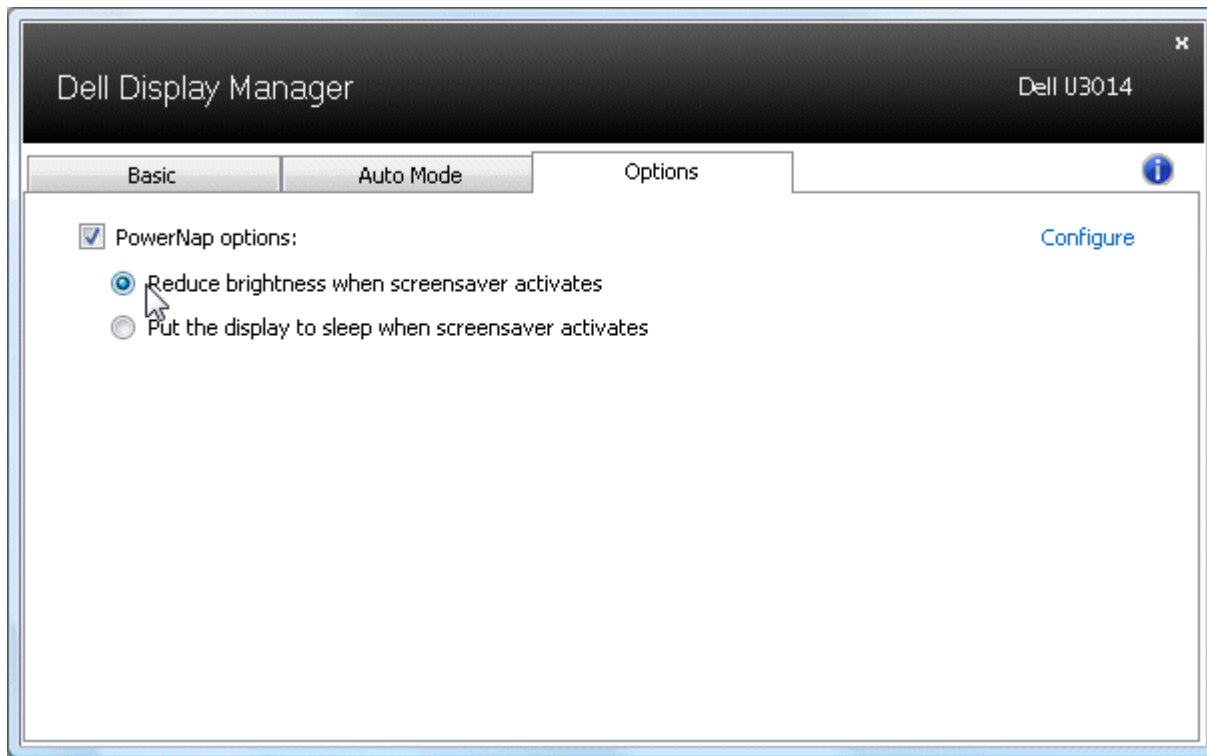 Dell Display Manager
Dell U3014
Basic
Auto Mode
Options
PowerNap options:
Configure
Reduce brightness when screensaver activates
Put the display to sleep when screensaver activates